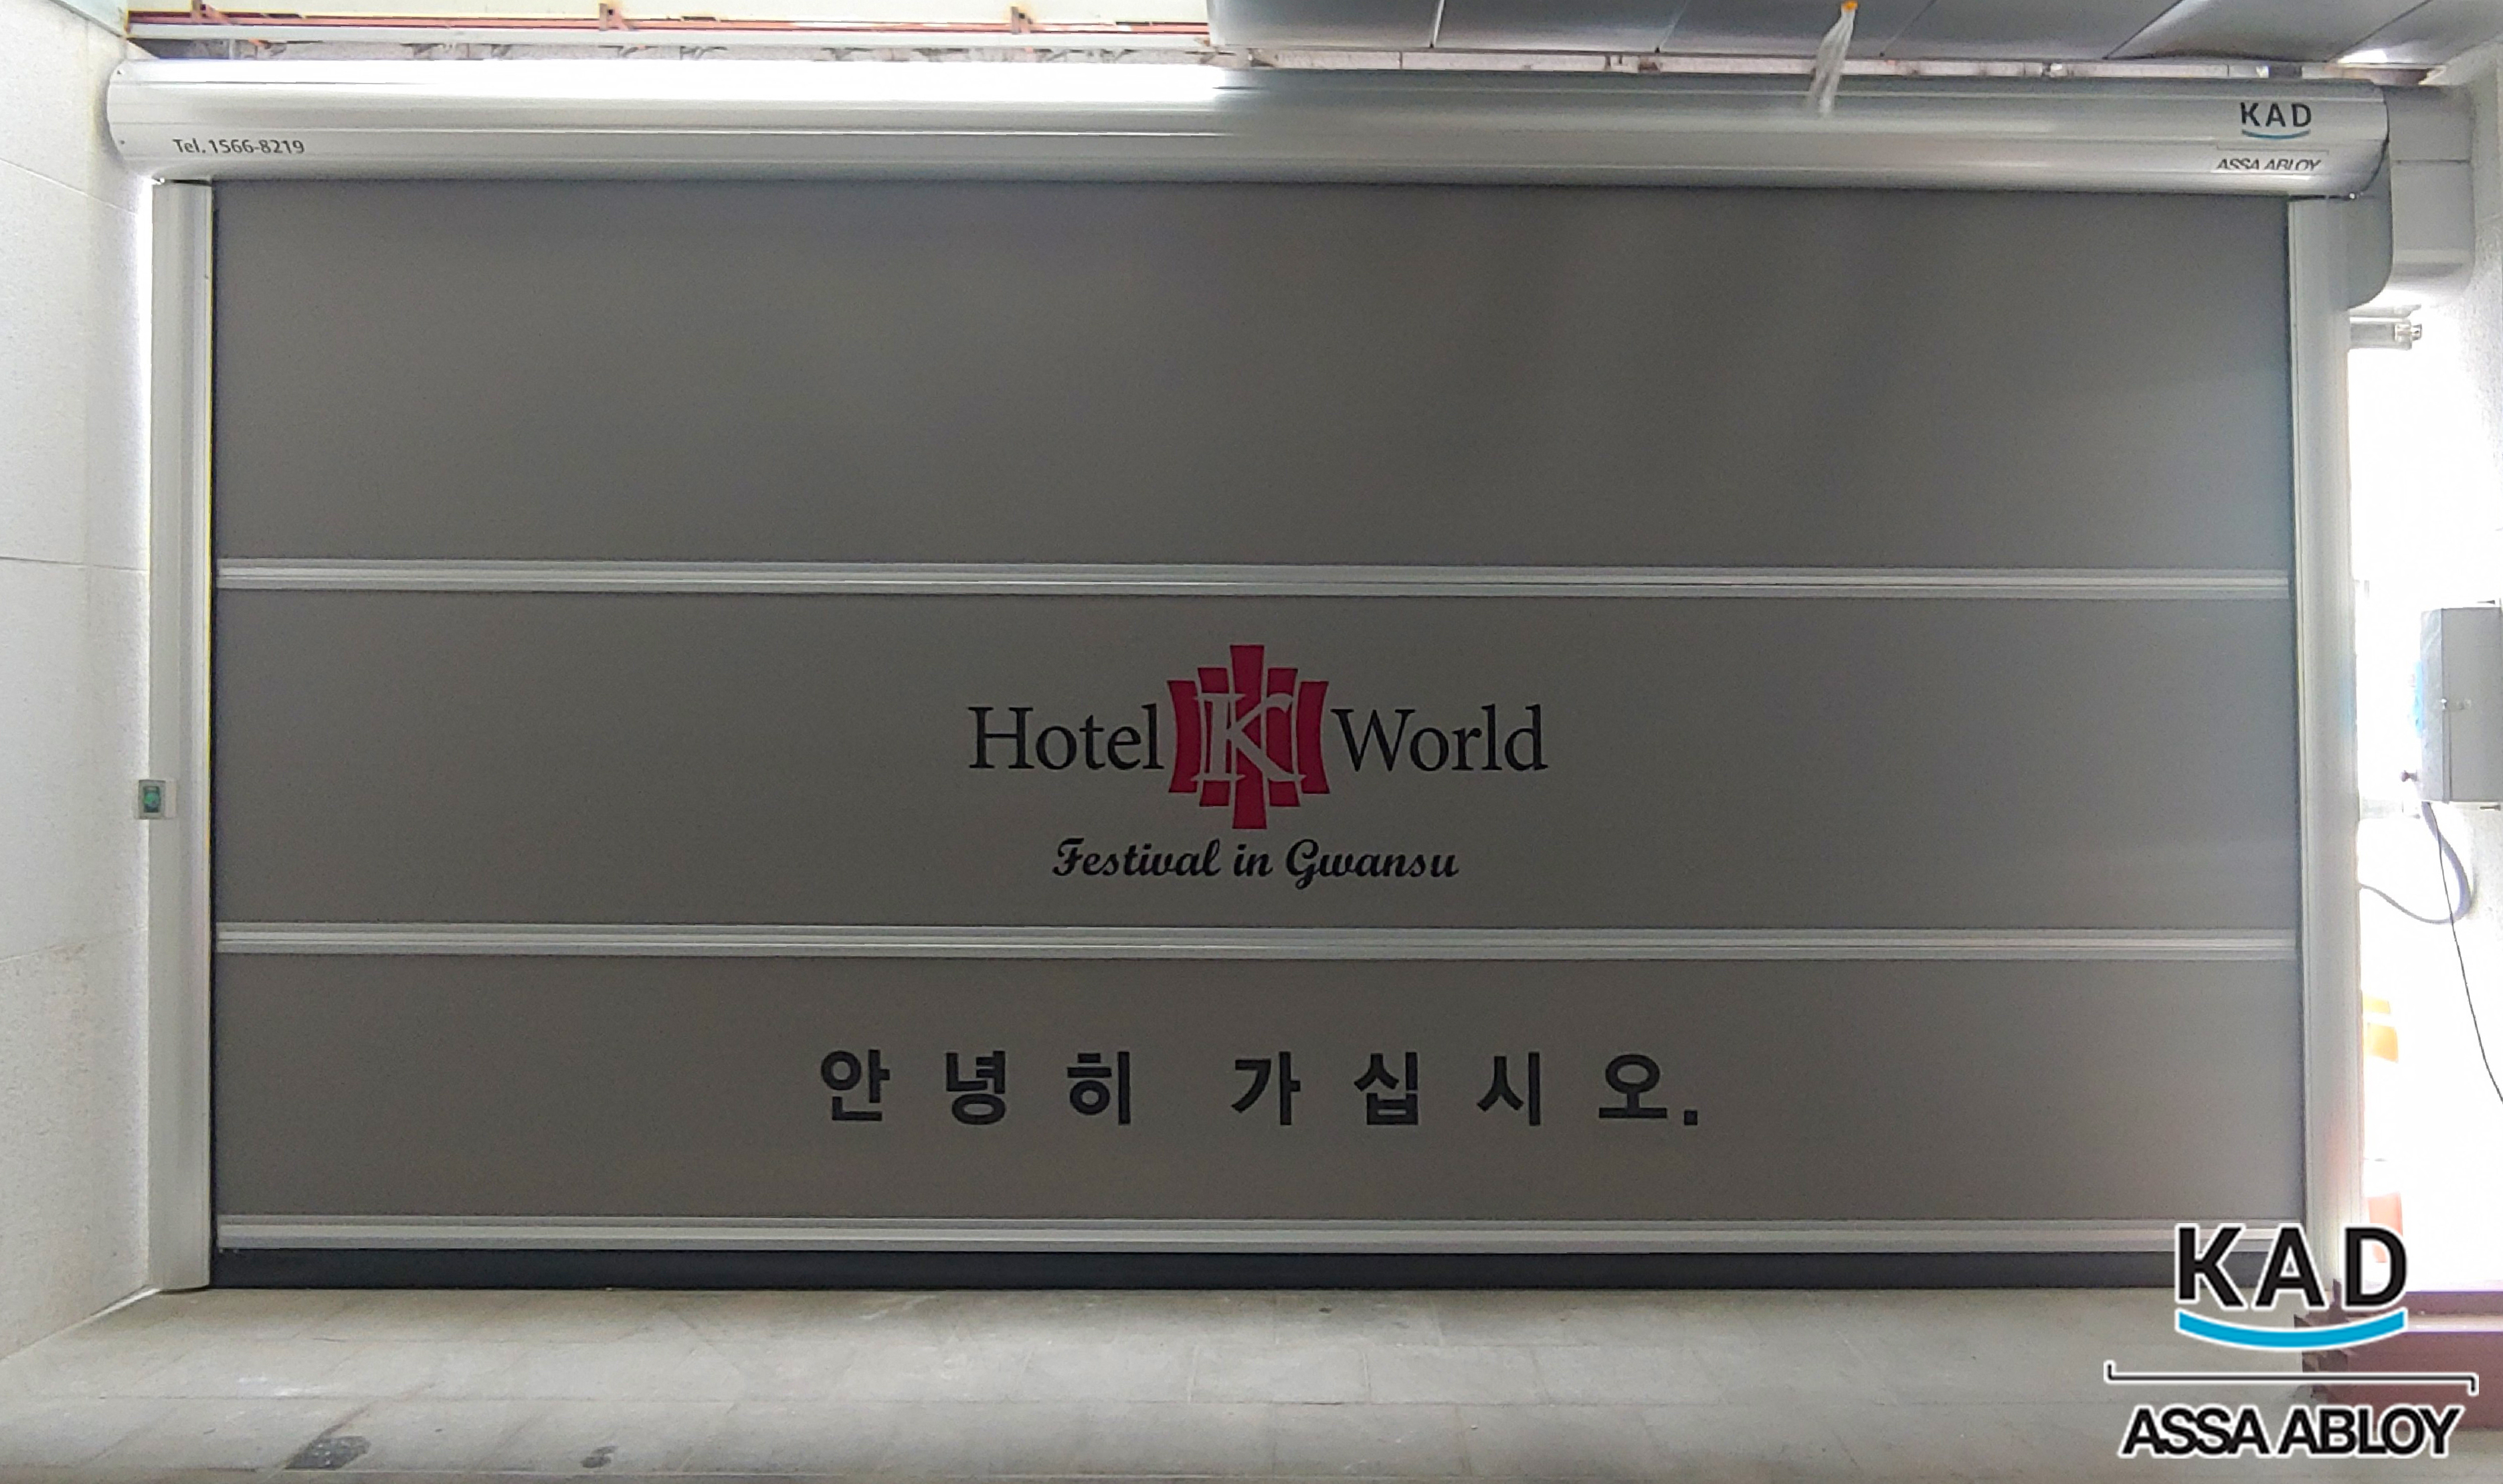 Tel.1566-8219
KAD
ASSA ABLOY
Hotel K World
Festival in Gwansu
안녕히 가십시오.
KAD
ASSA ABLOY